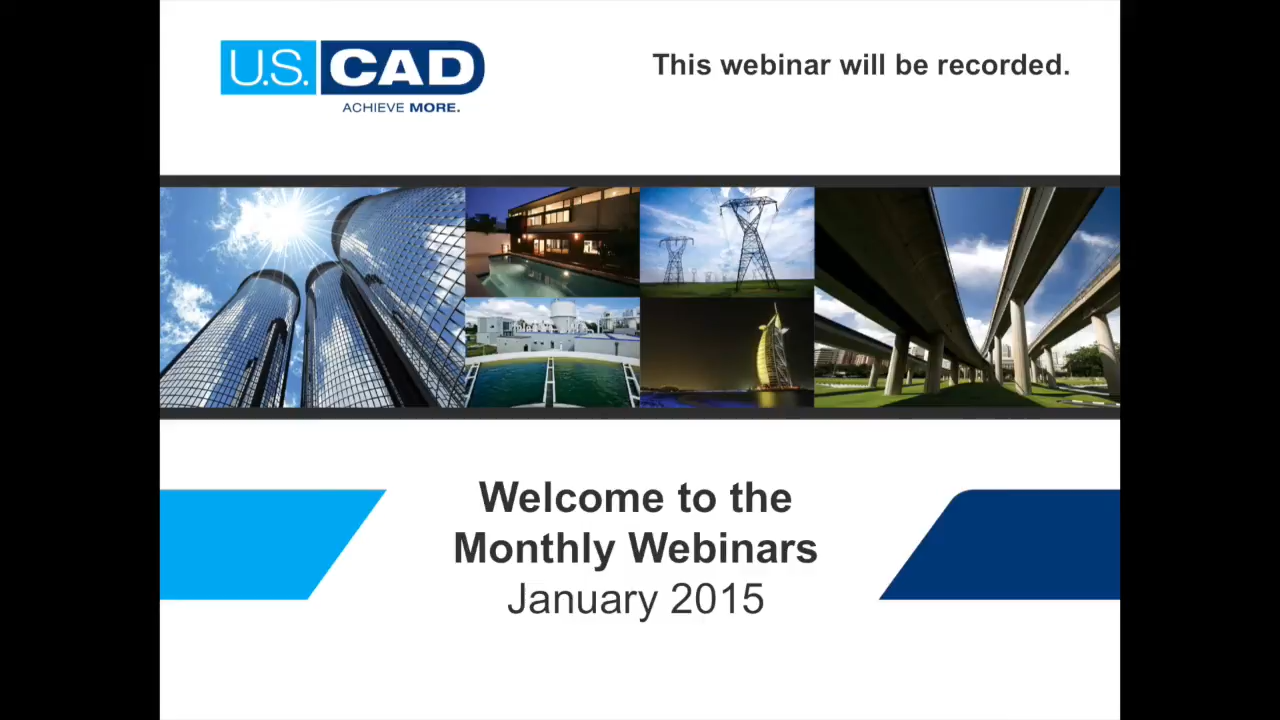 U.S. CAD
ACHIEVE MORE.
This webinar will be recorded.
Welcome to the
Monthly Webinars
January 2015